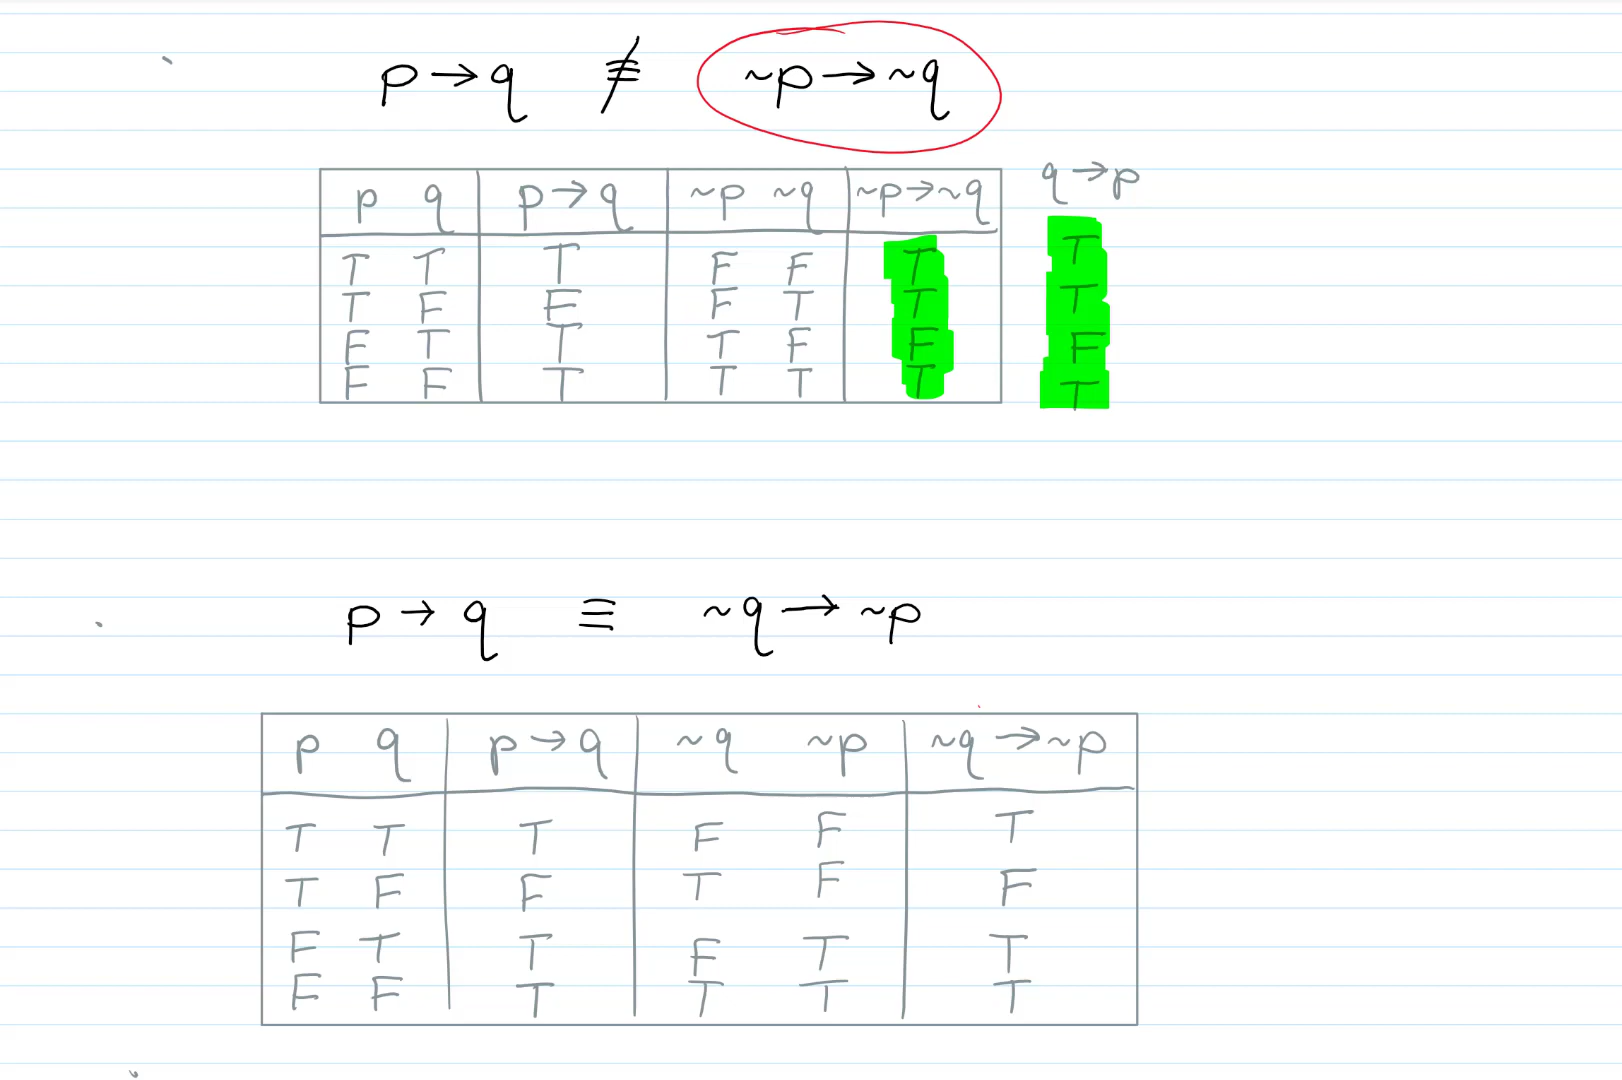 p → q ≢ ~p → ~q
p q p → q ~p ~q ~p → ~q q → p
T T T F F T T
T F F F T T T
F T T T F F F
F F T T T T T
p → q ≡ ~q → ~p
p q p → q ~q ~p ~q → ~p
T T T F F T
T F F T F F
F T T F T T
F F T T T T